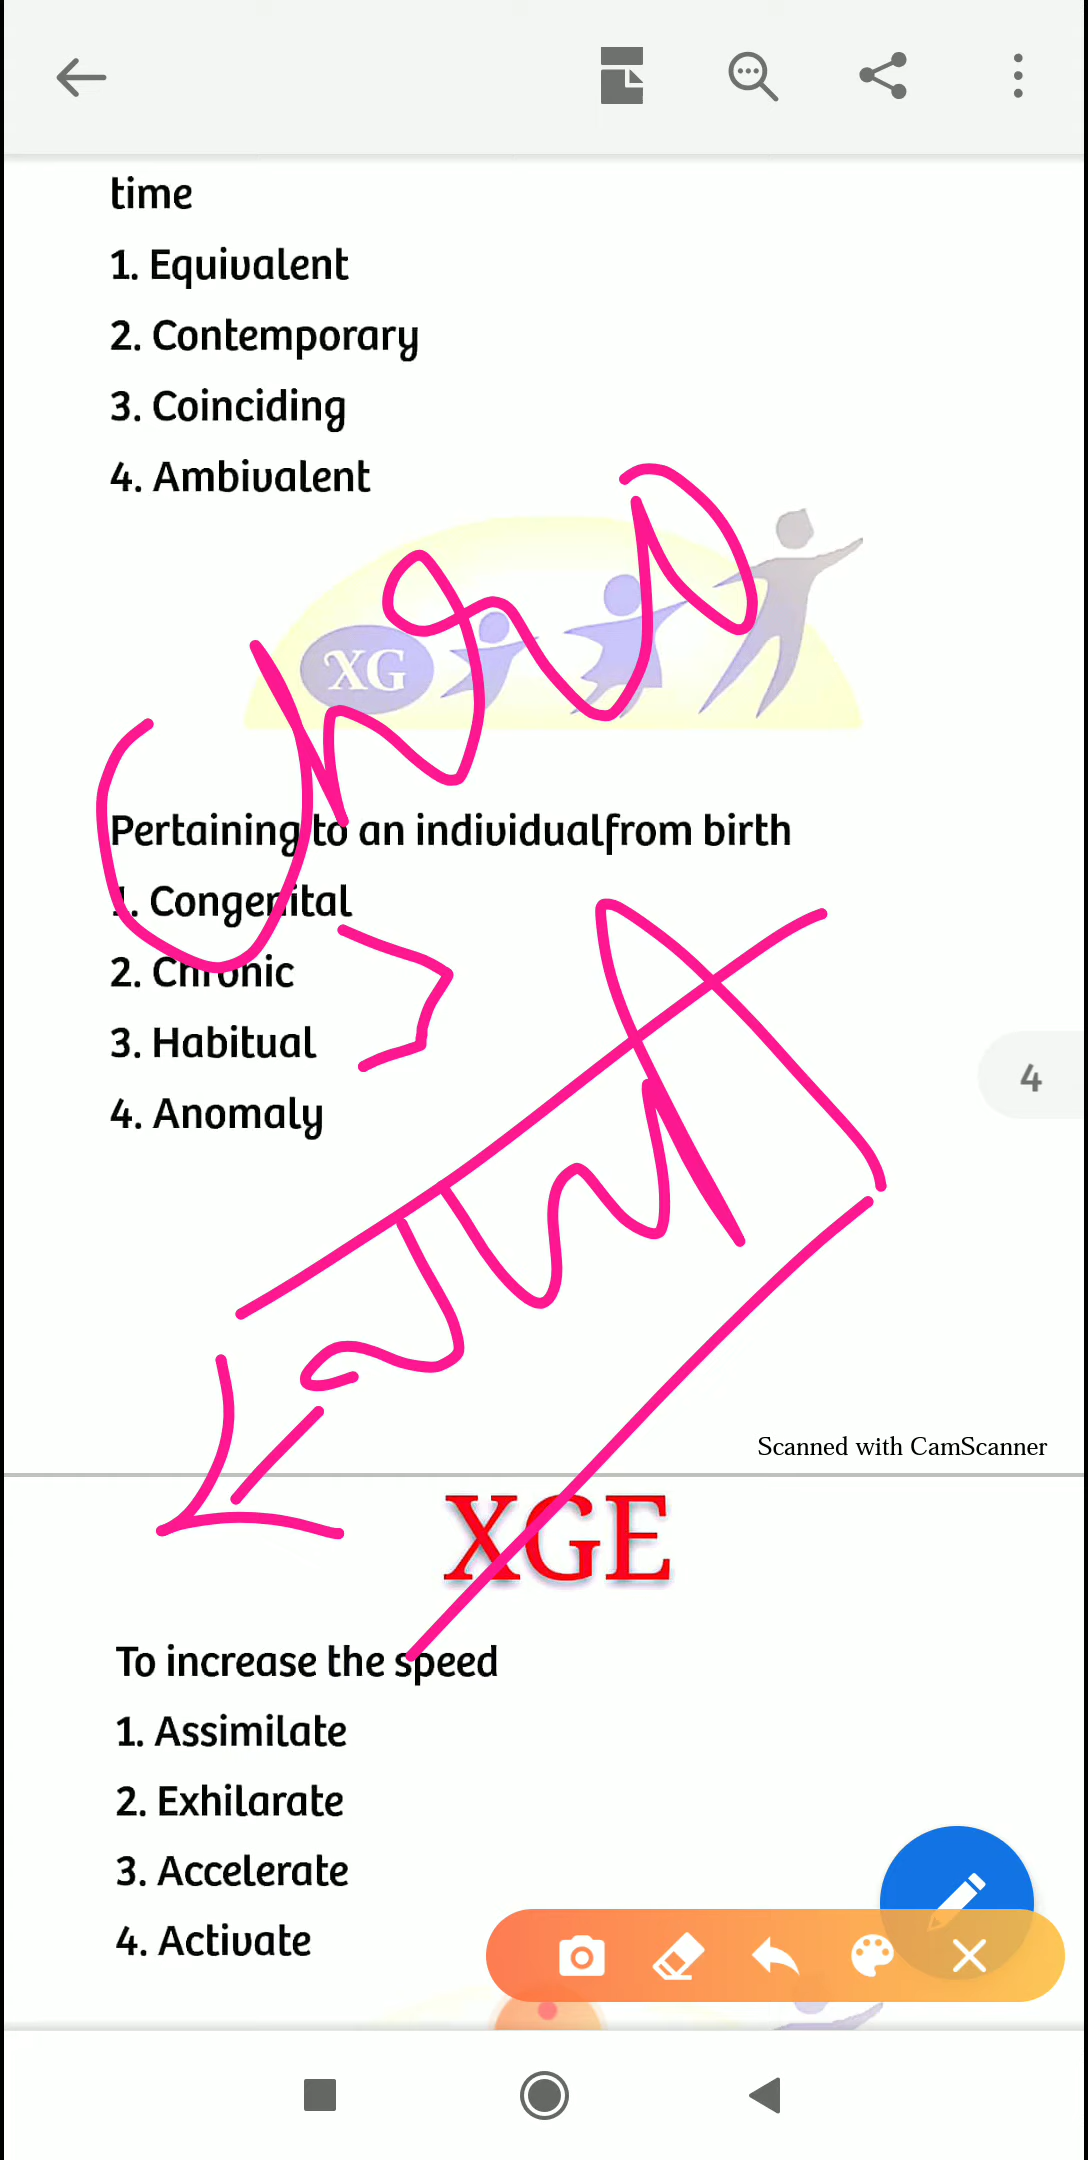 time
1. Equivalent
2. Contemporary
3. Coinciding
4. Ambivalent
XG
Pertaining to an individualfrom birth
1. Congenital
2. Chronic
3. Habitual
4. Anomaly
4
Scanned with CamScanner
XGE
To increase the speed
1. Assimilate
2. Exhilarate
3. Accelerate
4. Activate